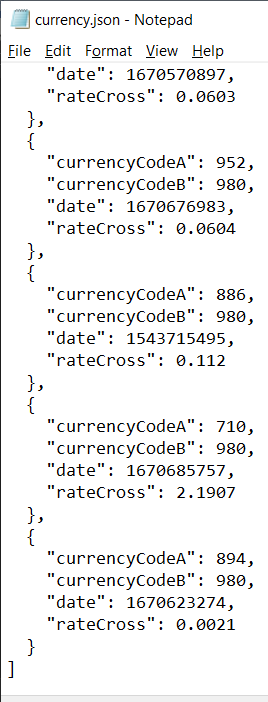 currency.json - Notepad
File Edit Format View Help
"date": 1670570897,
"rateCross": 0.0603
},
{
"currencyCodeA": 952,
"currencyCodeB": 980,
"date": 1670676983,
"rateCross": 0.0604
},
{
"currencyCodeA": 886,
"currencyCodeB": 980,
"date": 1543715495,
"rateCross": 0.112
},
{
"currencyCodeA": 710,
"currencyCodeB": 980,
"date": 1670685757,
"rateCross": 2.1907
},
{
"currencyCodeA": 894,
"currencyCodeB": 980,
"date": 1670623274,
"rateCross": 0.0021
}
]